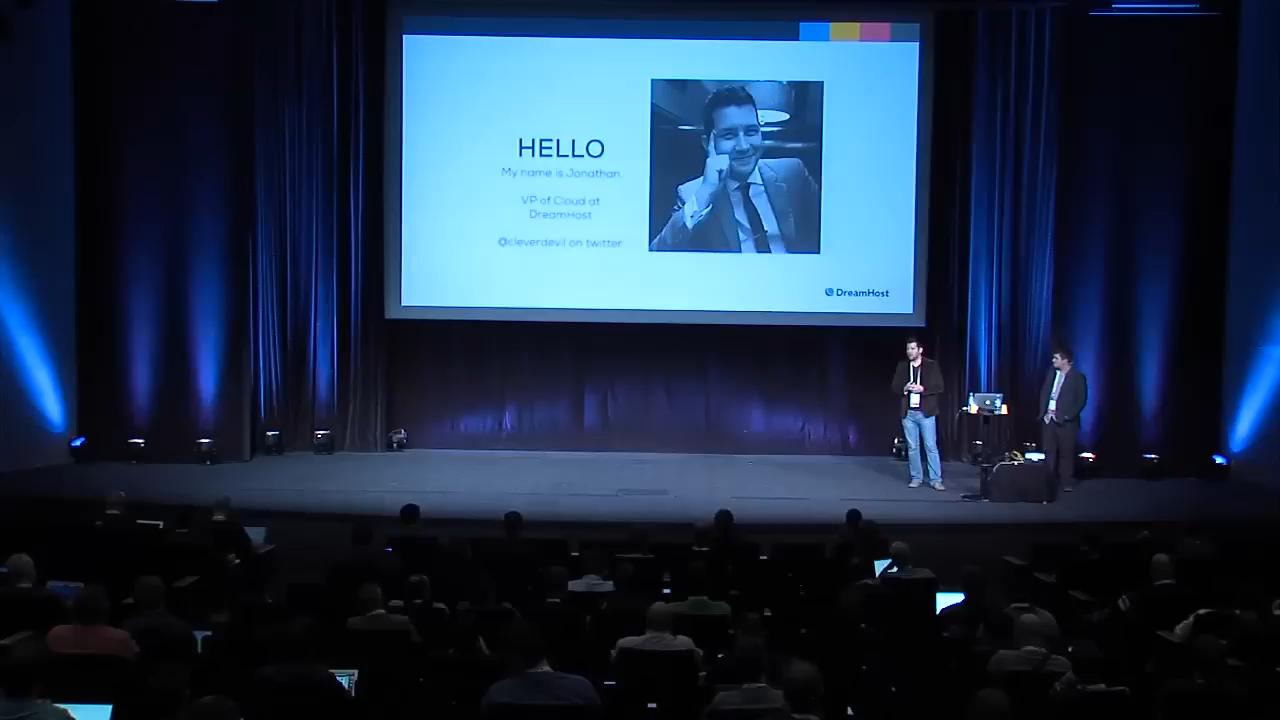 HELLO
My name is Jonathan.
VP of Cloud at
DreamHost
@cleverdevil on twitter
DreamHost